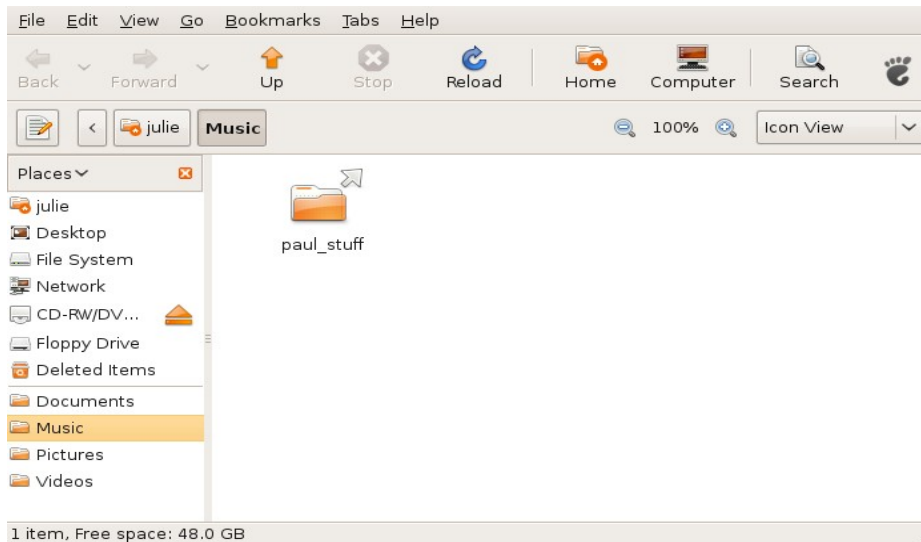 File Edit View Go Bookmarks Tabs Help
Back Forward Up Stop Reload Home Computer Search
julie Music 100% Icon View
Places
julie
Desktop
File System
Network
CD-RW/DV...
Floppy Drive
Deleted Items
Documents
Music
Pictures
Videos
paul_stuff
1 item, Free space: 48.0 GB